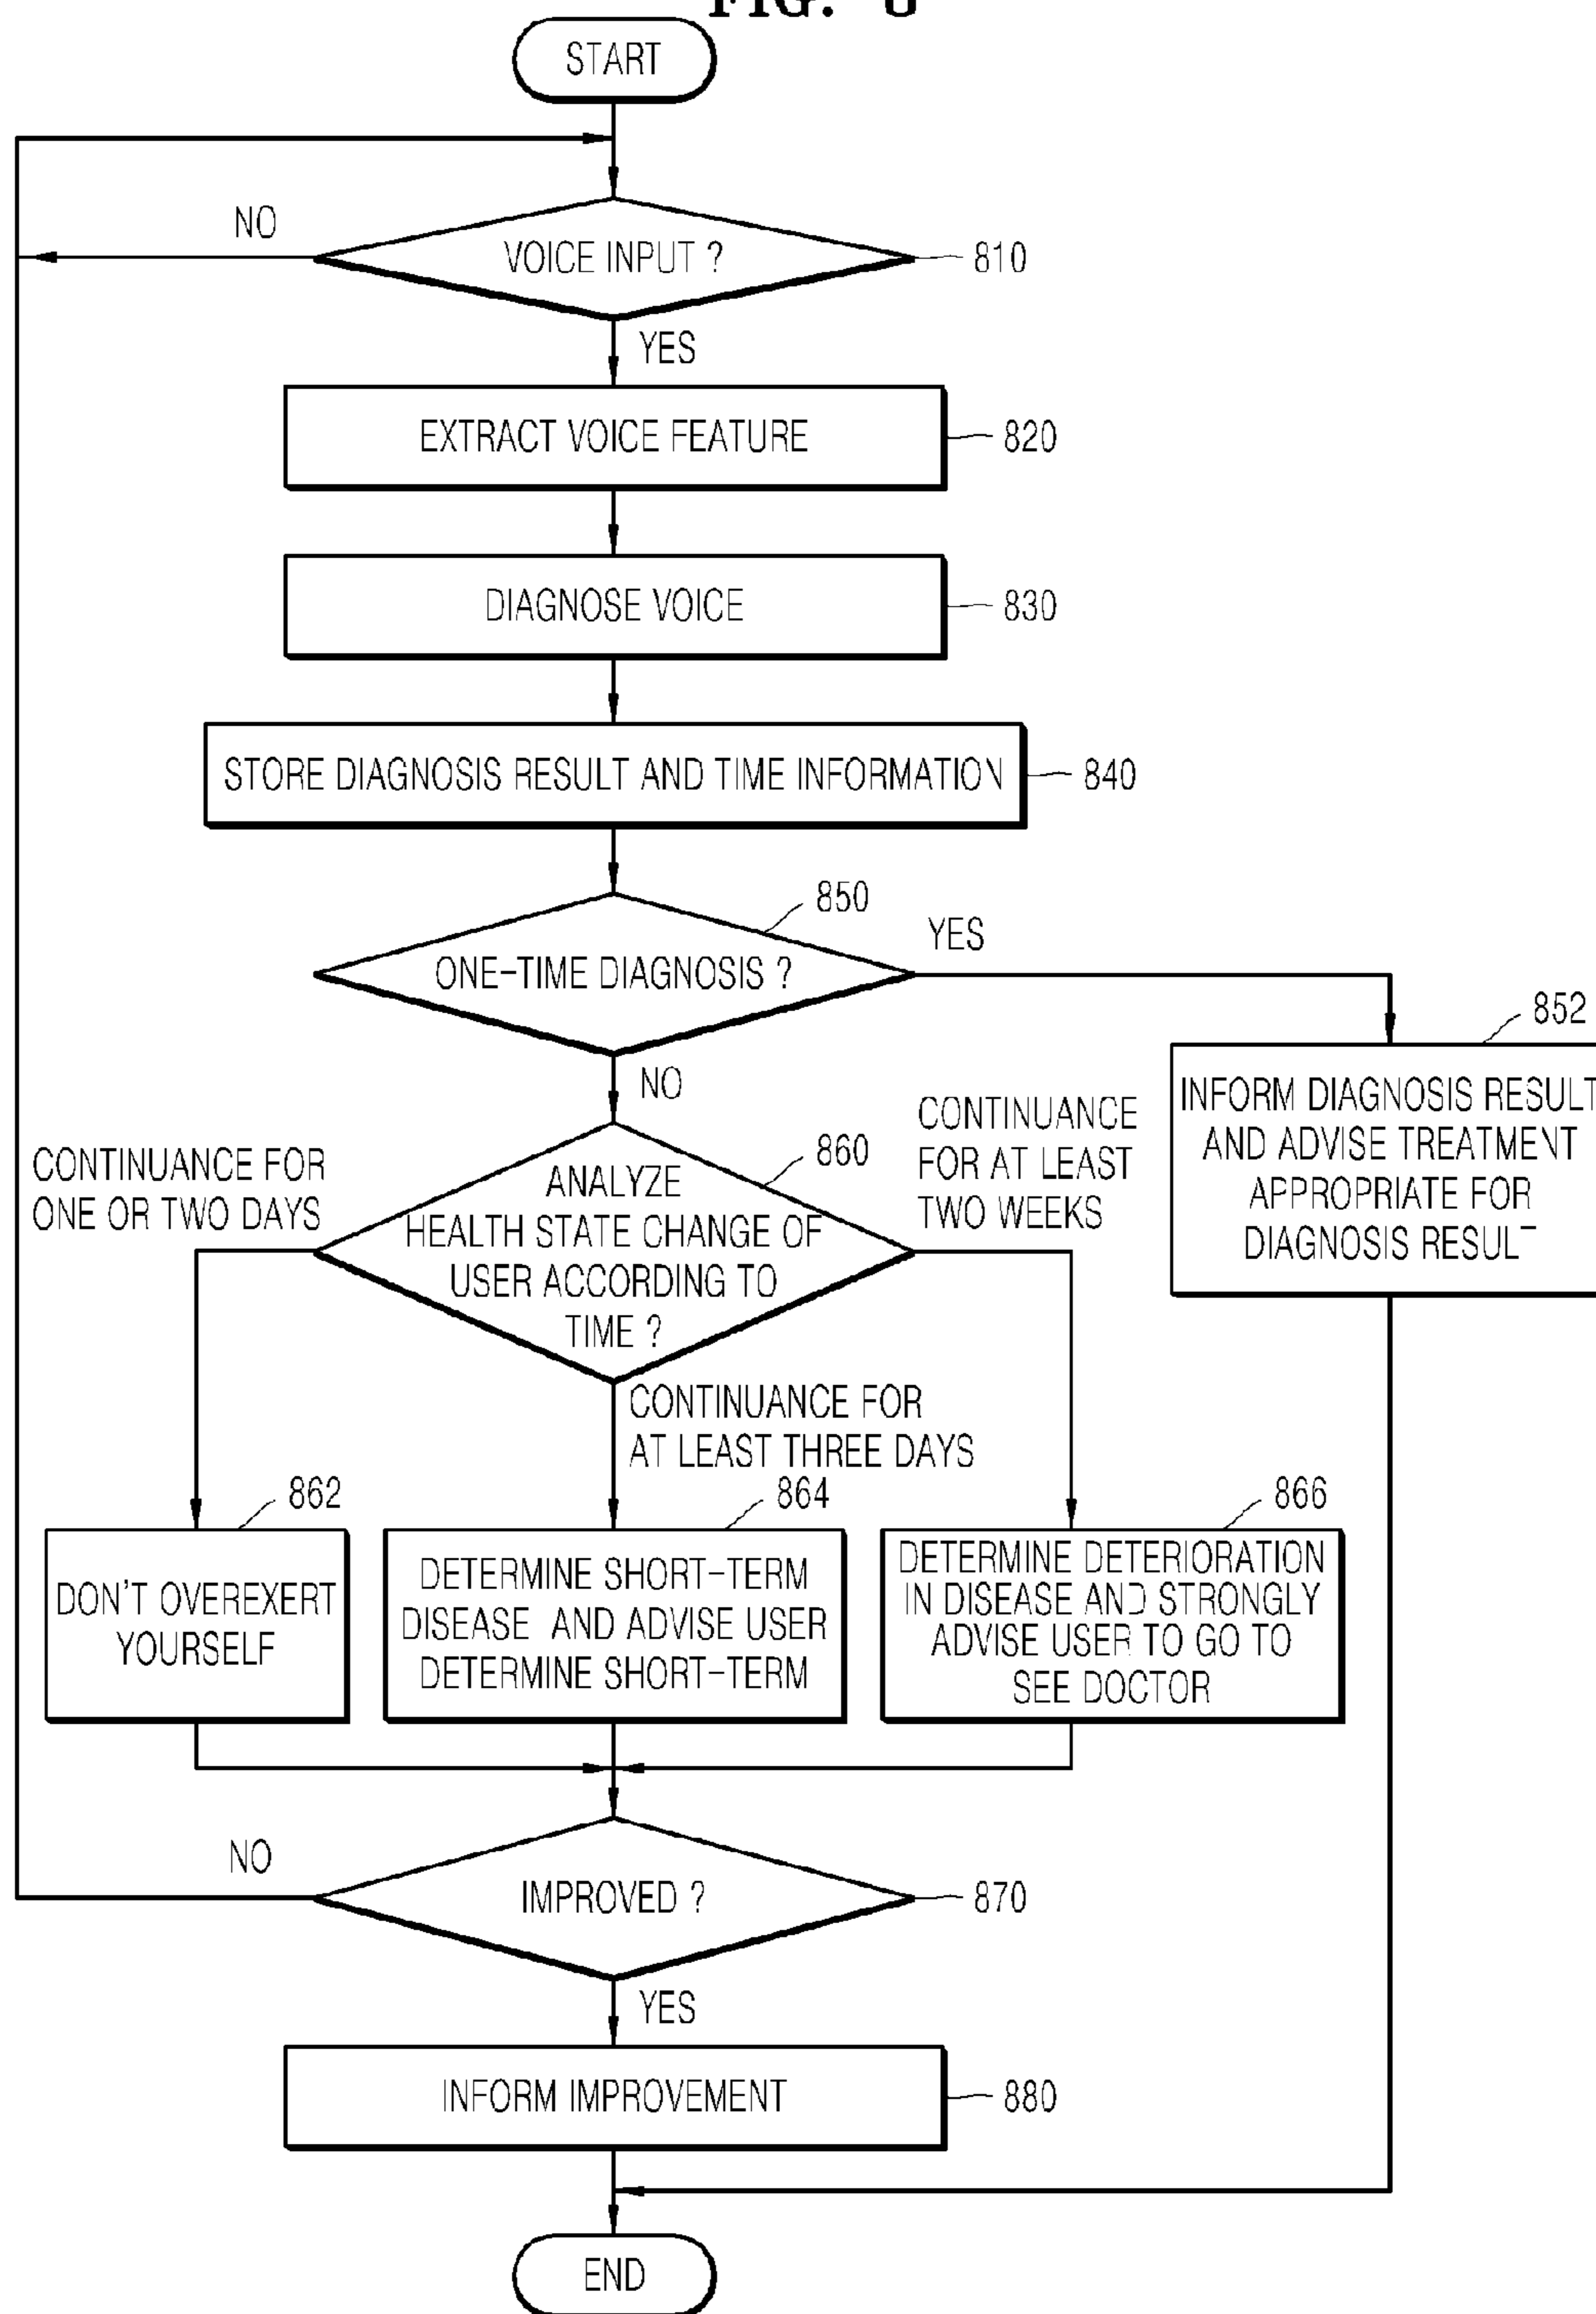 FIG. 8
START
NO
VOICE INPUT ?
810
YES
EXTRACT VOICE FEATURE
820
DIAGNOSE VOICE
830
STORE DIAGNOSIS RESULT AND TIME INFORMATION
840
850
ONE-TIME DIAGNOSIS ?
YES
NO
852
INFORM DIAGNOSIS RESULT
AND ADVISE TREATMENT
APPROPRIATE FOR
DIAGNOSIS RESULT
860
ANALYZE
HEALTH STATE CHANGE OF
USER ACCORDING TO
TIME ?
CONTINUANCE FOR
ONE OR TWO DAYS
CONTINUANCE
FOR AT LEAST
TWO WEEKS
CONTINUANCE FOR
AT LEAST THREE DAYS
862
DON'T OVEREXERT
YOURSELF
864
DETERMINE SHORT-TERM
DISEASE AND ADVISE USER
DETERMINE SHORT-TERM
866
DETERMINE DETERIORATION
IN DISEASE AND STRONGLY
ADVISE USER TO GO TO
SEE DOCTOR
NO
IMPROVED ?
870
YES
INFORM IMPROVEMENT
880
END